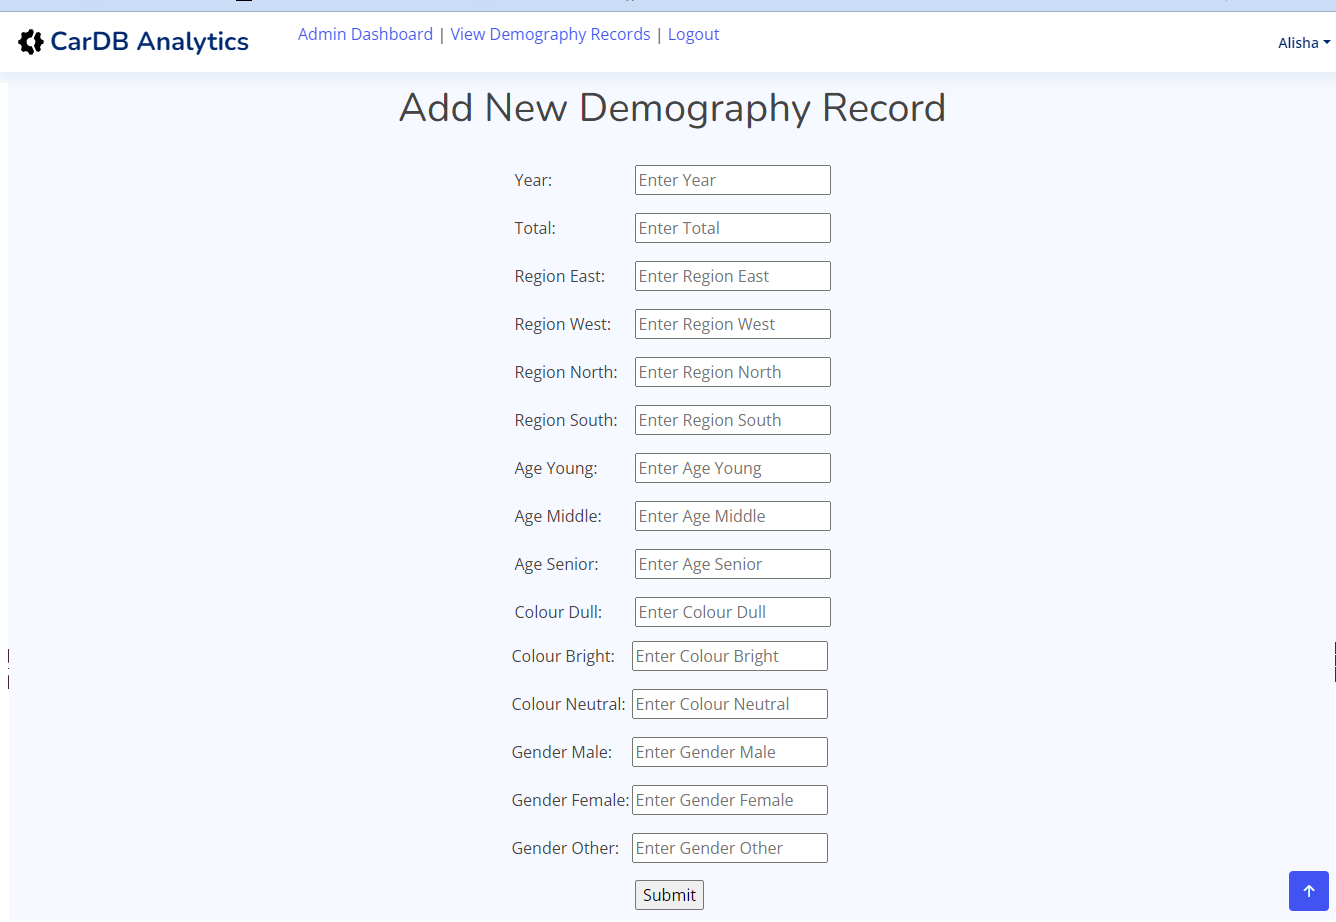 CarDB Analytics
Admin Dashboard | View Demography Records | Logout
Alisha
Add New Demography Record
Year: Enter Year
Total: Enter Total
Region East: Enter Region East
Region West: Enter Region West
Region North: Enter Region North
Region South: Enter Region South
Age Young: Enter Age Young
Age Middle: Enter Age Middle
Age Senior: Enter Age Senior
Colour Dull: Enter Colour Dull
Colour Bright: Enter Colour Bright
Colour Neutral: Enter Colour Neutral
Gender Male: Enter Gender Male
Gender Female: Enter Gender Female
Gender Other: Enter Gender Other
Submit